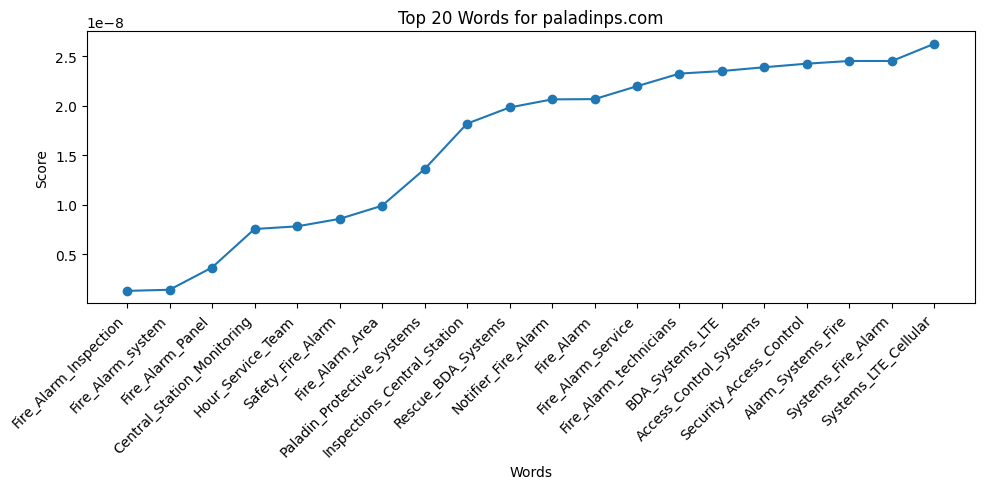 Top 20 Words for paladinps.com
1e−8
2.5
2.0
1.5
1.0
0.5
Score
Fire_Alarm_Inspection
Fire_Alarm_system
Fire_Alarm_Panel
Central_Station_Monitoring
Hour_Service_Team
Safety_Fire_Alarm
Fire_Alarm_Area
Paladin_Protective_Systems
Inspections_Central_Station
Rescue_BDA_Systems
Notifier_Fire_Alarm
Fire_Alarm
Fire_Alarm_Service
Fire_Alarm_technicians
BDA_Systems_LTE
Access_Control_Systems
Security_Access_Control
Alarm_Systems_Fire
Systems_Fire_Alarm
Systems_LTE_Cellular
Words